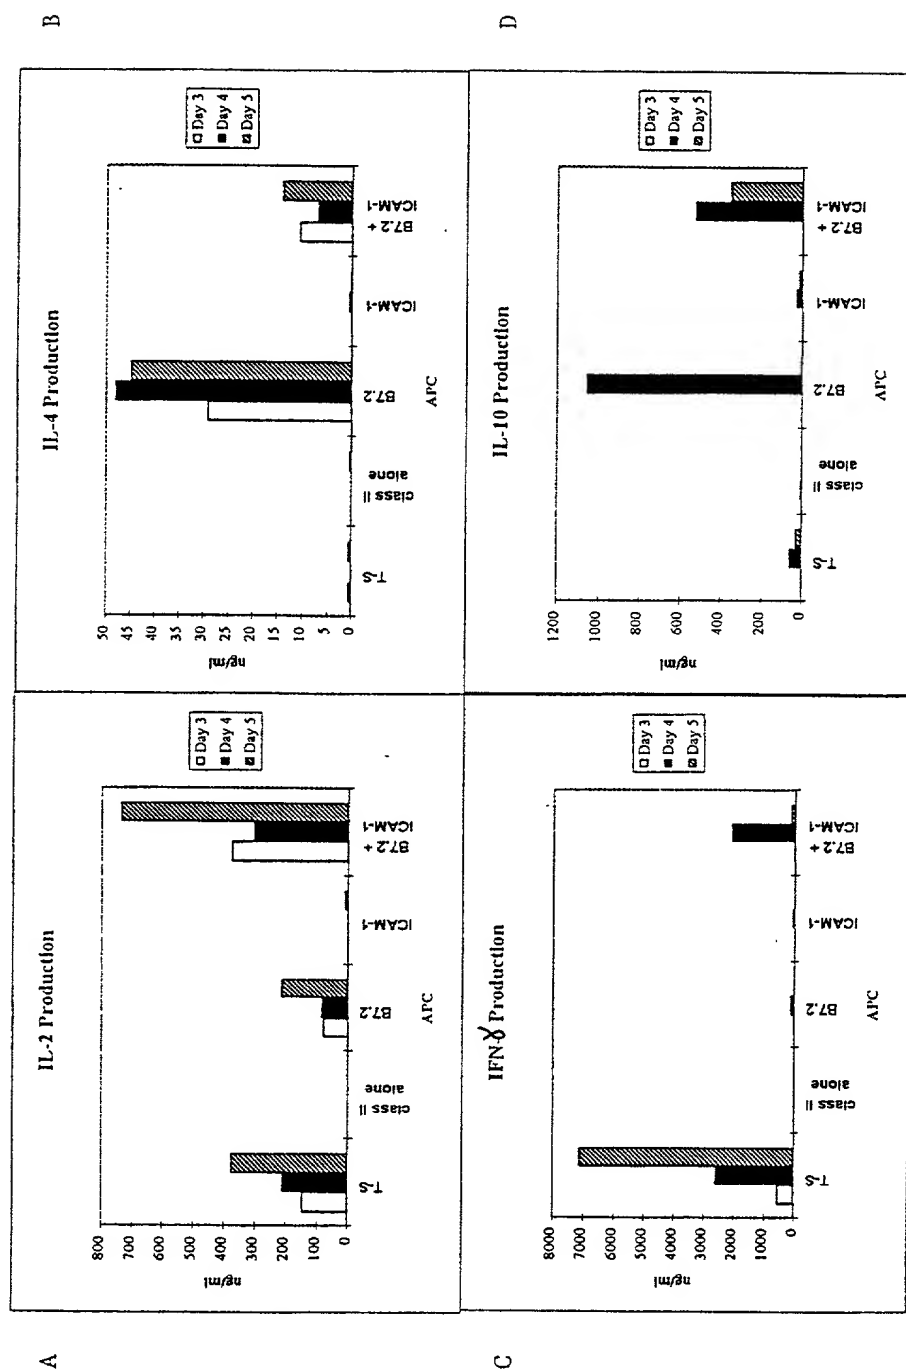 A
IL-2 Production
800
700
600
500
400
300
200
100
0
ng/ml
T-S
class II
alone
B7.2
ICAM-1
B7.2 +
ICAM-1
APC
Day 3
Day 4
Day 5
B
IL-4 Production
50
45
40
35
30
25
20
15
10
5
0
ng/ml
T-S
class II
alone
B7.2
ICAM-1
B7.2 +
ICAM-1
APC
Day 3
Day 4
Day 5
C
IFN-γ Production
8000
7000
6000
5000
4000
3000
2000
1000
0
ng/ml
T-S
class II
alone
B7.2
ICAM-1
B7.2 +
ICAM-1
APC
Day 3
Day 4
Day 5
D
IL-10 Production
1200
1000
800
600
400
200
0
ng/ml
T-S
class II
alone
B7.2
ICAM-1
B7.2 +
ICAM-1
APC
Day 3
Day 4
Day 5